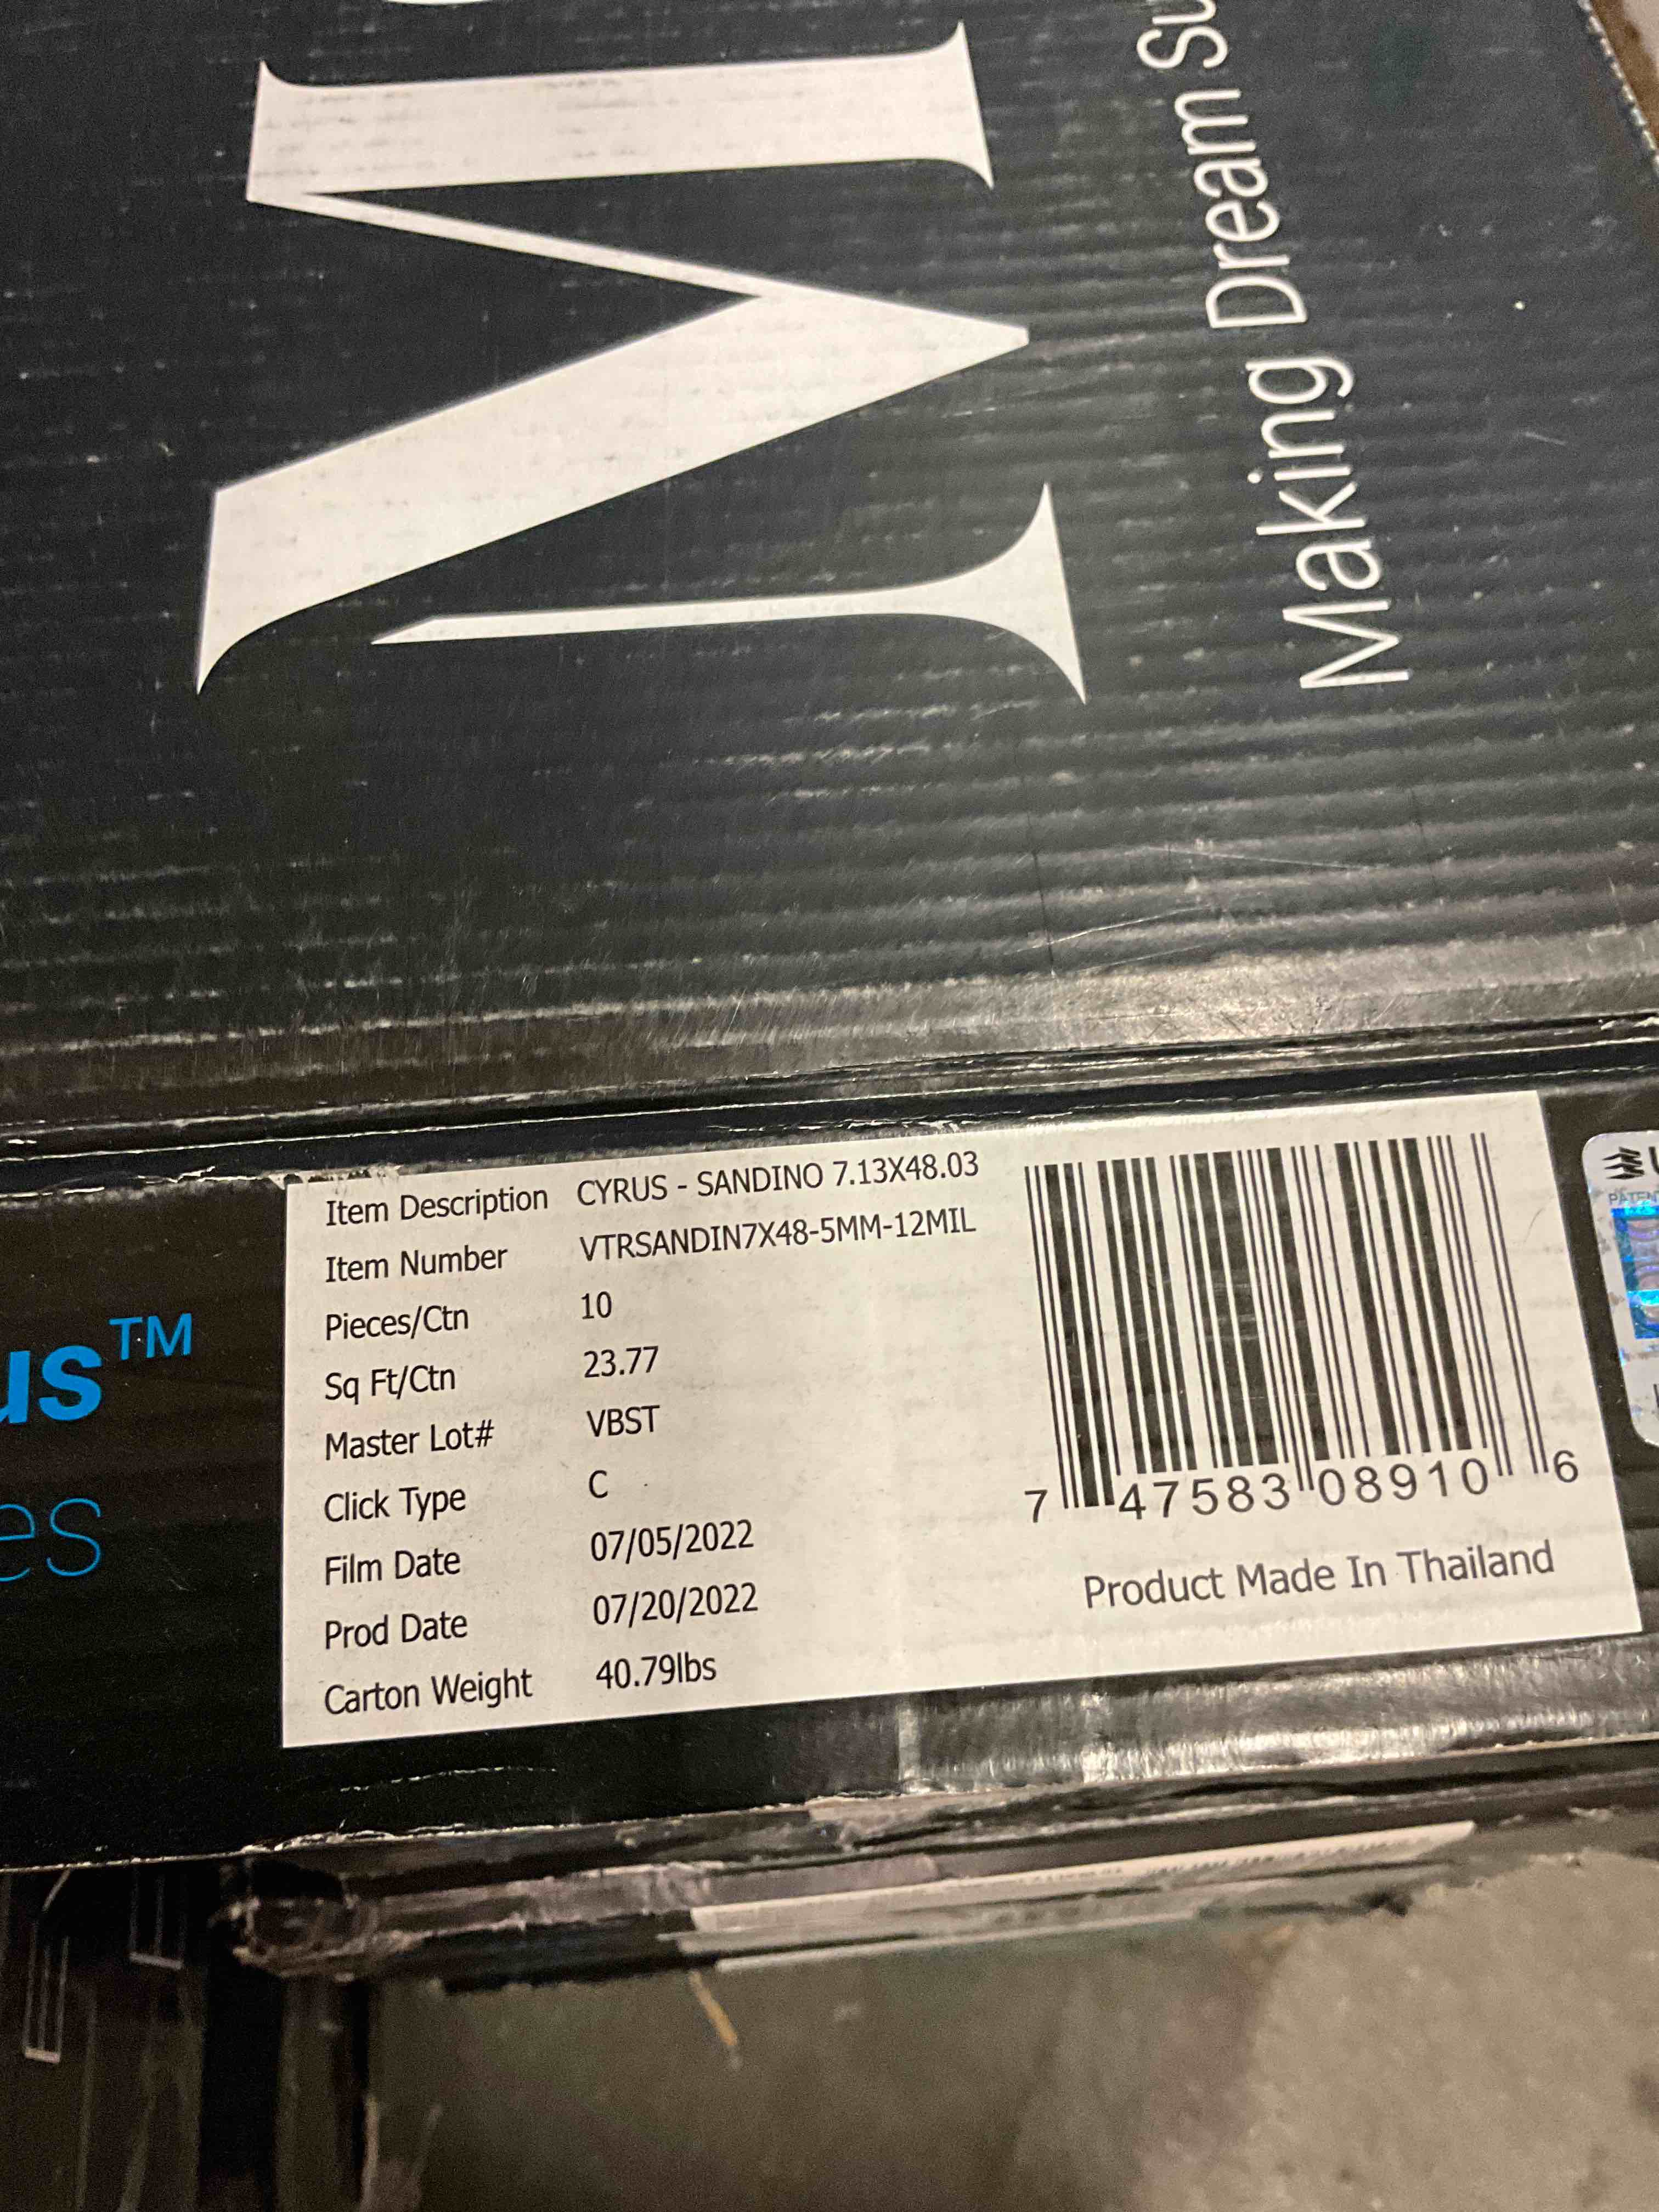 M
Making Dream Su
us™
es
Item Description CYRUS - SANDINO 7.13X48.03
Item Number VTRSANDIN7X48-5MM-12MIL
Pieces/Ctn 10
Sq Ft/Ctn 23.77
Master Lot# VBST
Click Type C
Film Date 07/05/2022
Prod Date 07/20/2022
Carton Weight 40.79lbs
7 47583 08910 6
Product Made In Thailand
PATEN